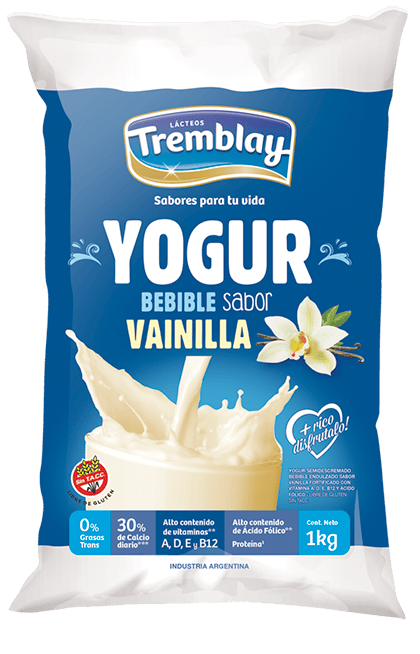 LÁCTEOS
Tremblay
Sabores para tu vida
YOGUR
BEBIBLE sabor
VAINILLA
+ rico
disfrutalo!
Sin T.A.C.C.
LIBRE DE GLUTEN
YOGUR SEMIDESCREMADO
BEBIBLE ENDULZADO SABOR
VAINILLA FORTIFICADO CON
VITAMINA A, D, E, B12 Y ÁCIDO
FÓLICO. LIBRE DE GLUTEN
SIN TACC.
0%
Grasas
Trans
30%
de Calcio
diario***
Alto contenido
de vitaminas**
A, D, E y B12
Alto contenido
de Ácido Fólico**
Proteína¹
Cont. Neto
1kg
INDUSTRIA ARGENTINA